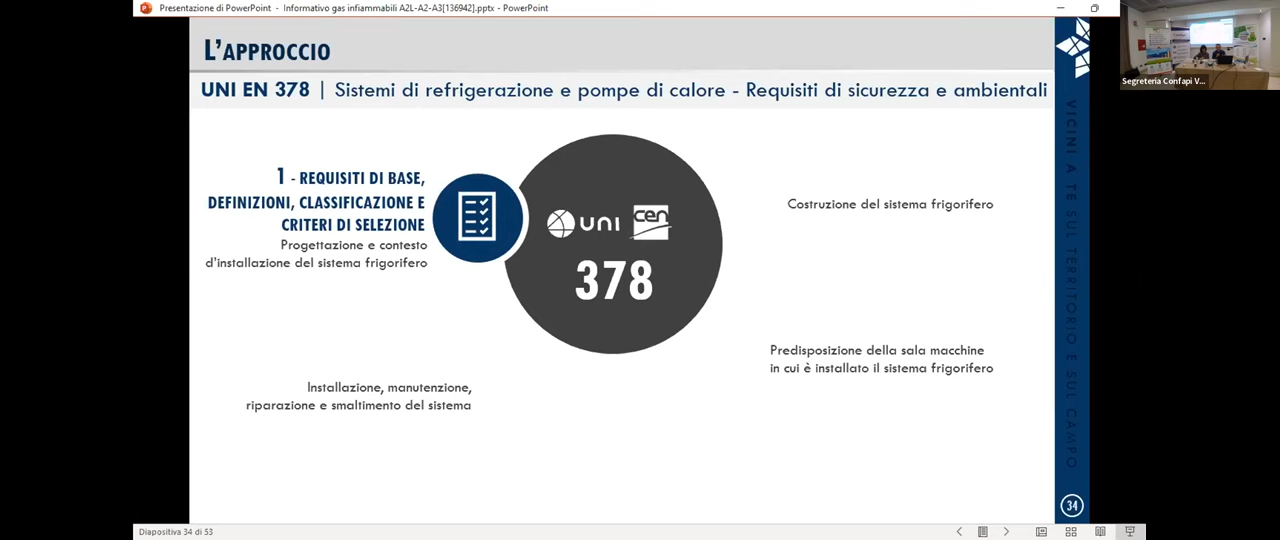 Presentazione di PowerPoint - Informativo gas infiammabili A2L-A2-A3[136942].pptx - PowerPoint
Segreteria Confapi V...
L'APPROCCIO
UNI EN 378 | Sistemi di refrigerazione e pompe di calore - Requisiti di sicurezza e ambientali
1 - REQUISITI DI BASE,
DEFINIZIONI, CLASSIFICAZIONE E
CRITERI DI SELEZIONE
Progettazione e contesto
d'installazione del sistema frigorifero
UNI
cen
378
Costruzione del sistema frigorifero
Predisposizione della sala macchine
in cui è installato il sistema frigorifero
Installazione, manutenzione,
riparazione e smaltimento del sistema
VICINI A TE SUL TERRITORIO E SUL CAMPO
34
Diapositiva 34 di 53